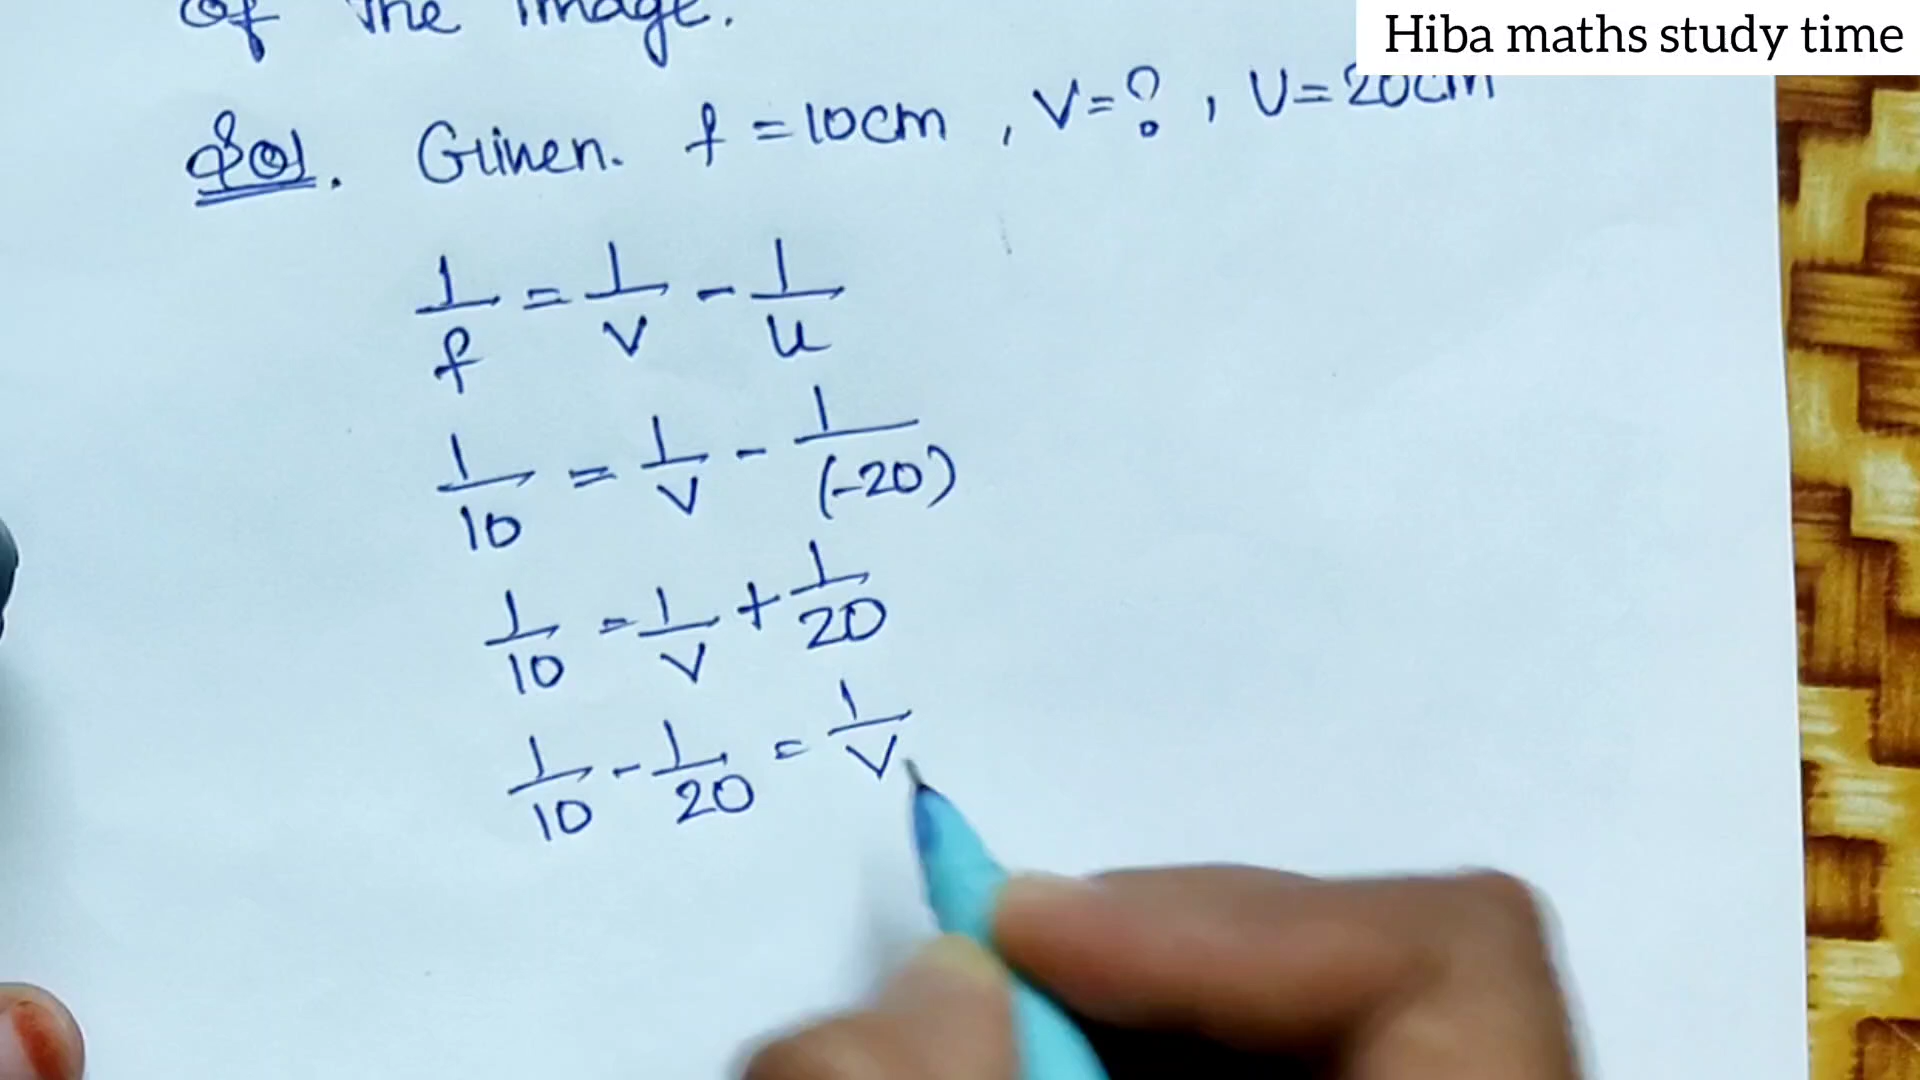 Hiba maths study time
of the image.
Sol. Given. f = 10cm, V = ?, U = 20cm
1/f = 1/v - 1/u
1/10 = 1/v - 1/(-20)
1/10 = 1/v + 1/20
1/10 - 1/20 = 1/v